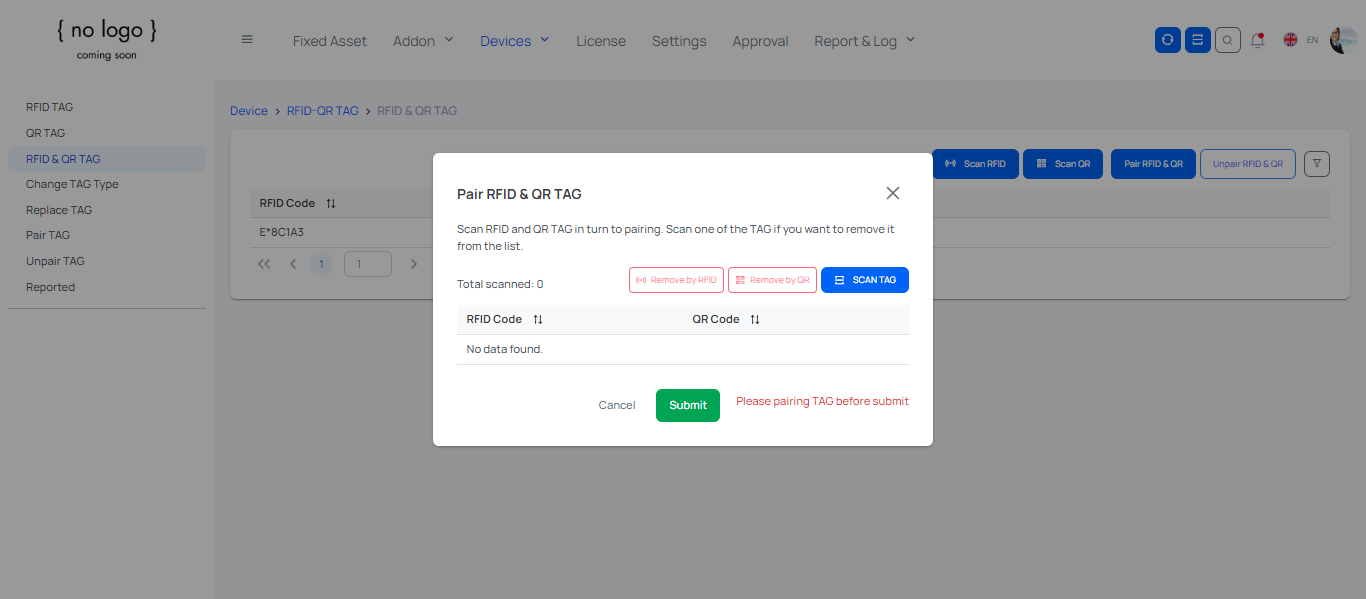 { no logo }
coming soon
Fixed Asset Addon Devices License Settings Approval Report & Log EN
RFID TAG
QR TAG
RFID & QR TAG
Change TAG Type
Replace TAG
Pair TAG
Unpair TAG
Reported
Device > RFID-QR TAG > RFID & QR TAG
Scan RFID Scan QR Pair RFID & QR Unpair RFID & QR
RFID Code
E*8C1A3
1 1
Pair RFID & QR TAG
Scan RFID and QR TAG in turn to pairing. Scan one of the TAG if you want to remove it
from the list.
Total scanned: 0 Remove by RFID Remove by QR SCAN TAG
RFID Code QR Code
No data found.
Cancel Submit Please pairing TAG before submit